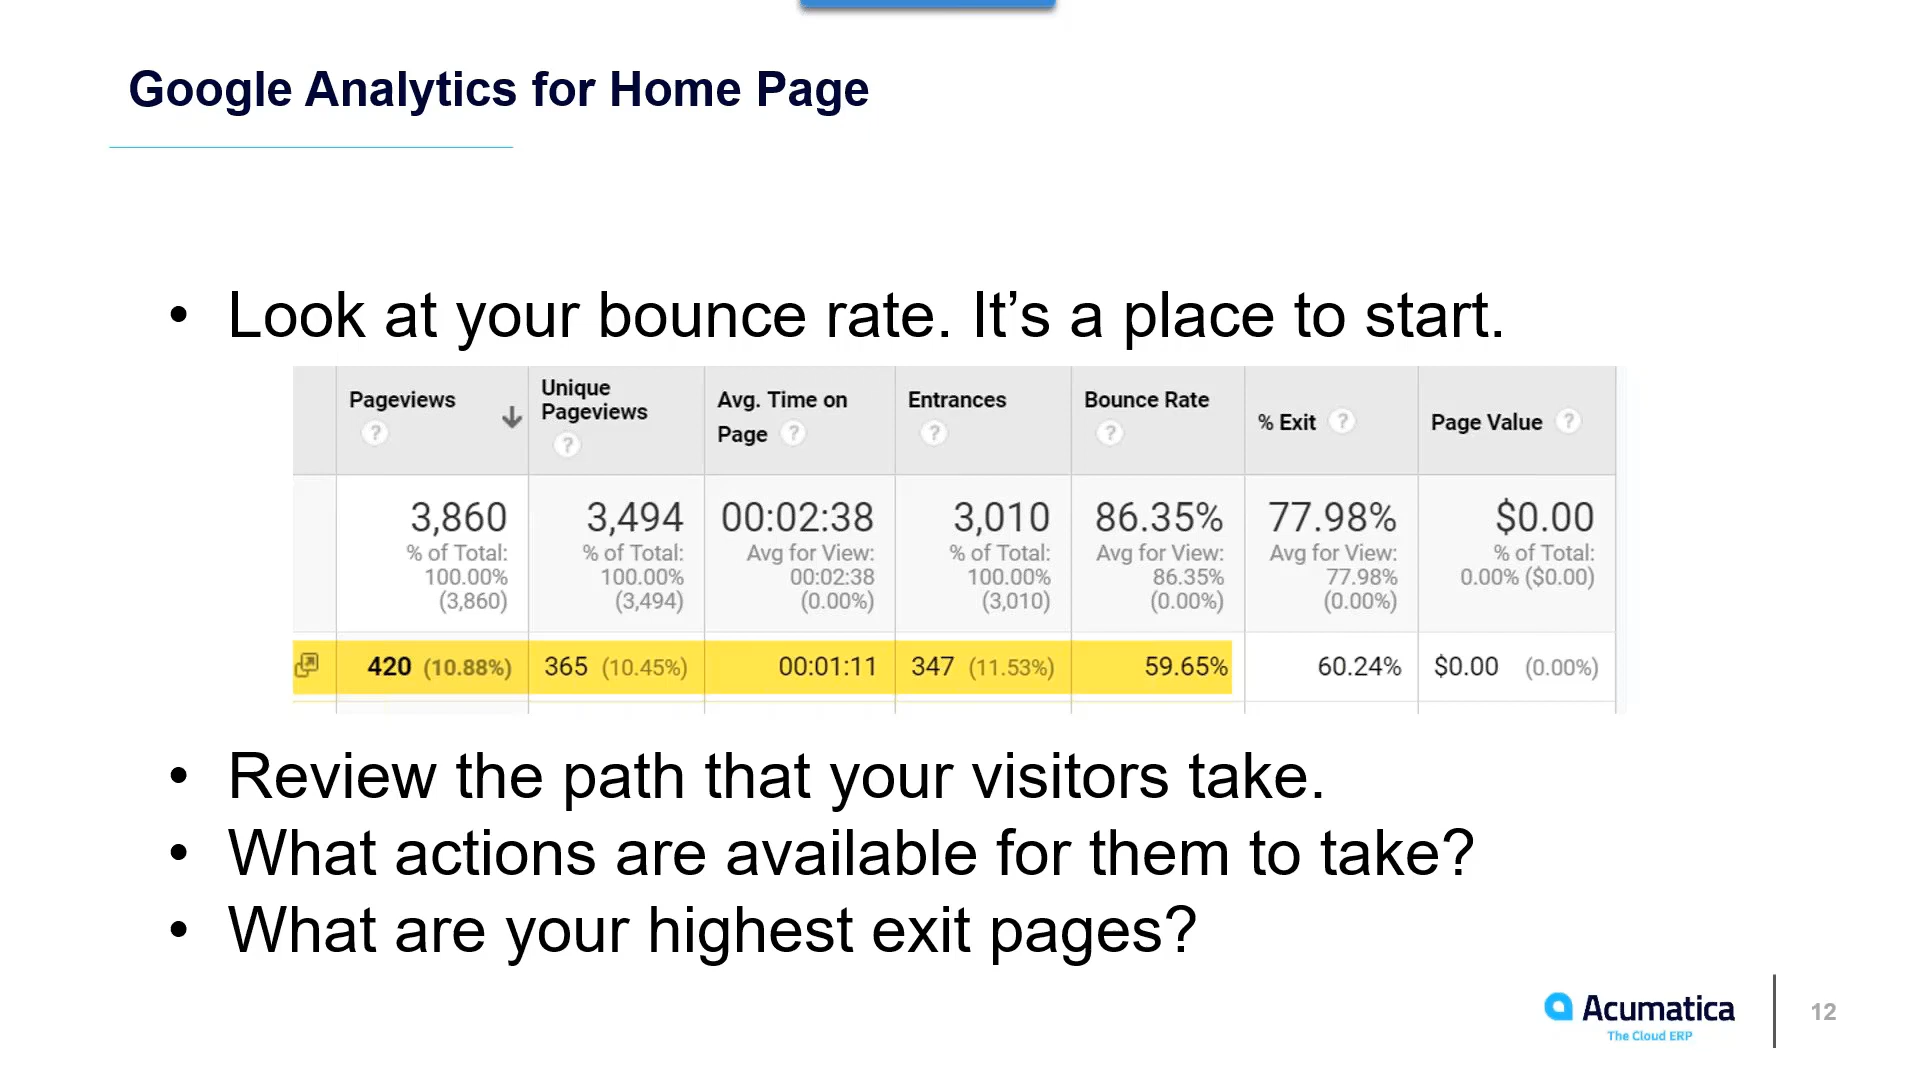 Google Analytics for Home Page
• Look at your bounce rate. It’s a place to start.
Pageviews ? Unique Pageviews ? Avg. Time on Page ? Entrances ? Bounce Rate ? % Exit ? Page Value ?
3,860 3,494 00:02:38 3,010 86.35% 77.98% $0.00
% of Total: % of Total: Avg for View: % of Total: Avg for View: Avg for View: % of Total:
100.00% 100.00% 00:02:38 100.00% 86.35% 77.98% 0.00% ($0.00)
(3,860) (3,494) (0.00%) (3,010) (0.00%) (0.00%)
420 (10.88%) 365 (10.45%) 00:01:11 347 (11.53%) 59.65% 60.24% $0.00 (0.00%)
• Review the path that your visitors take.
• What actions are available for them to take?
• What are your highest exit pages?
Acumatica
The Cloud ERP
12